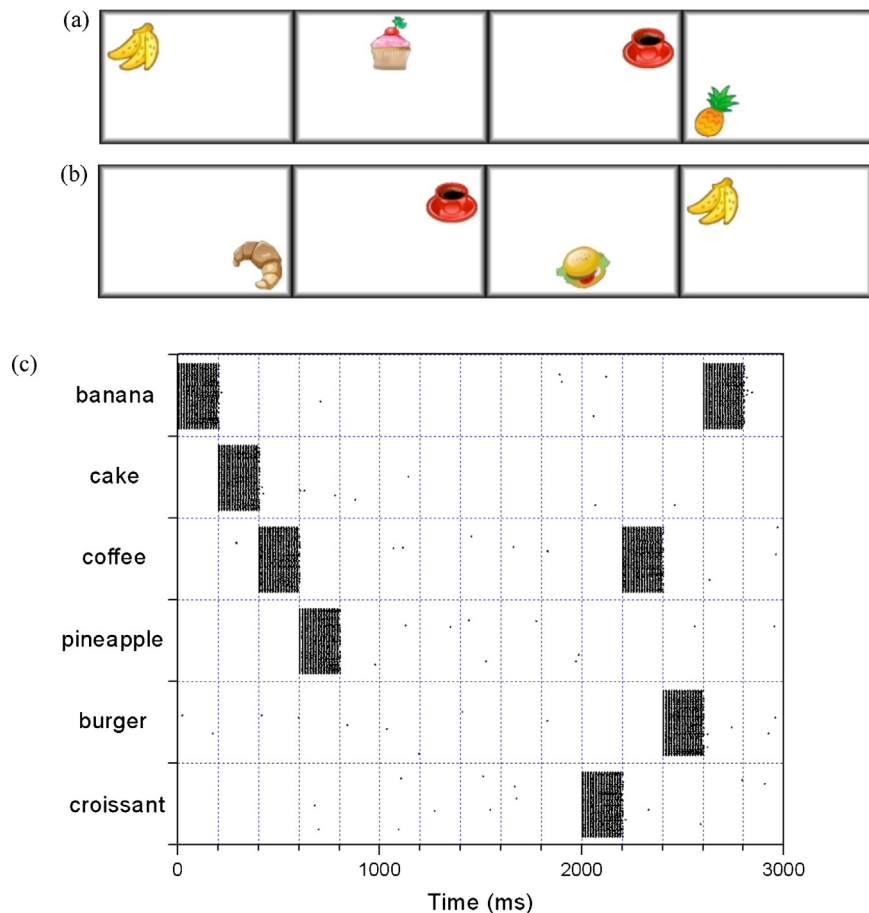 (a)
(b)
(c)
banana
cake
coffee
pineapple
burger
croissant
0 1000 2000 3000
Time (ms)